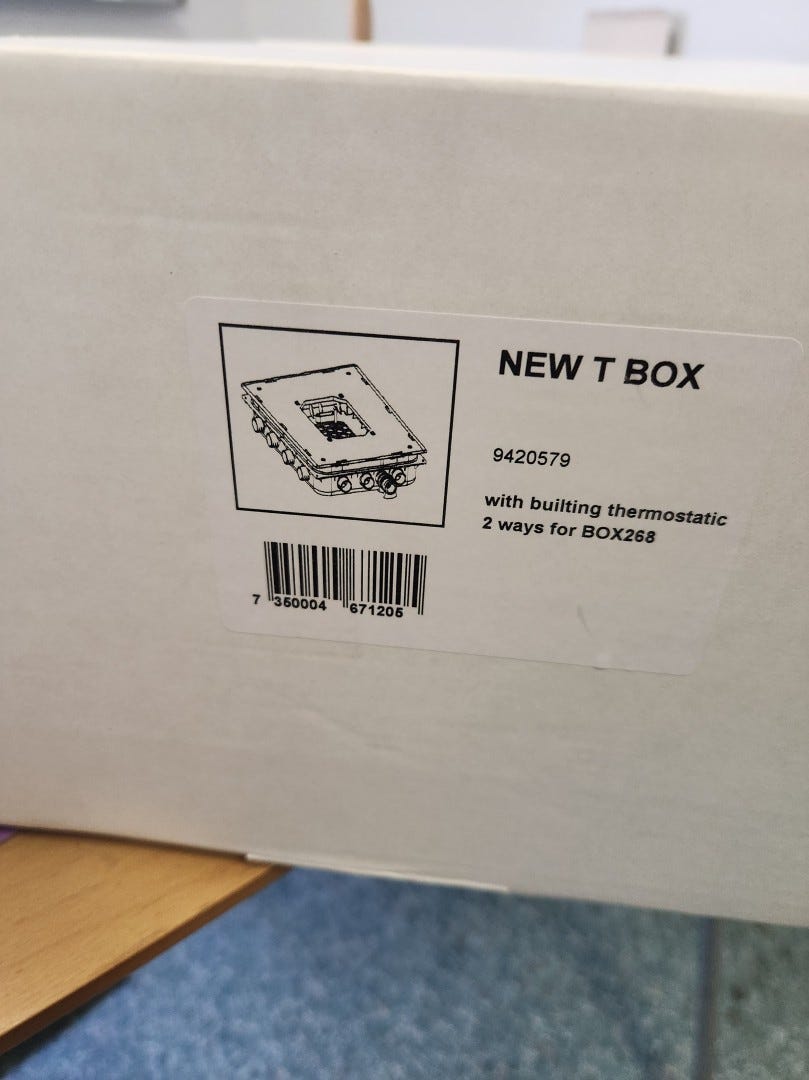 NEW T BOX
9420579
with builting thermostatic
2 ways for BOX268
7 350004 671205